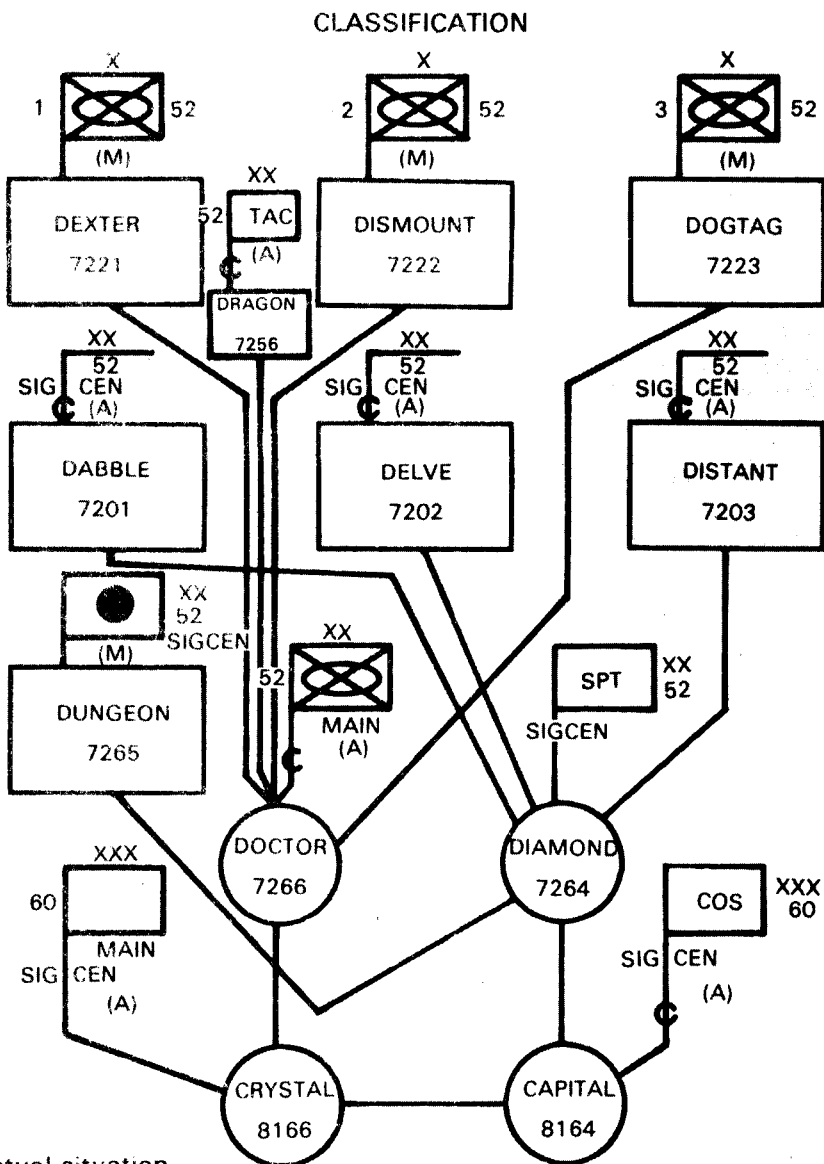 CLASSIFICATION
X X X
1 52 2 52 3 52
(M) (M) (M)
XX
52 TAC
(A)
DEXTER
7221
DISMOUNT
7222
DOGTAG
7223
DRAGON
7256
XX XX XX
52 52 52
SIG CEN SIG CEN SIG CEN
(A) (A) (A)
C C C C
DABBLE
7201
DELVE
7202
DISTANT
7203
XX
52
SIGCEN
(M)
DUNGEON
7265
XX
52
MAIN
(A)
C
SPT XX
52
SIGCEN
DOCTOR
7266
DIAMOND
7264
XXX
60
MAIN
SIG CEN
(A)
COS XXX
60
SIG CEN
(A)
C
CRYSTAL
8166
CAPITAL
8164
tual situation